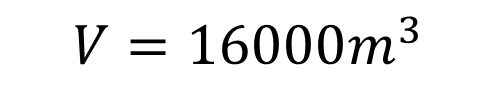 V = 16000m³